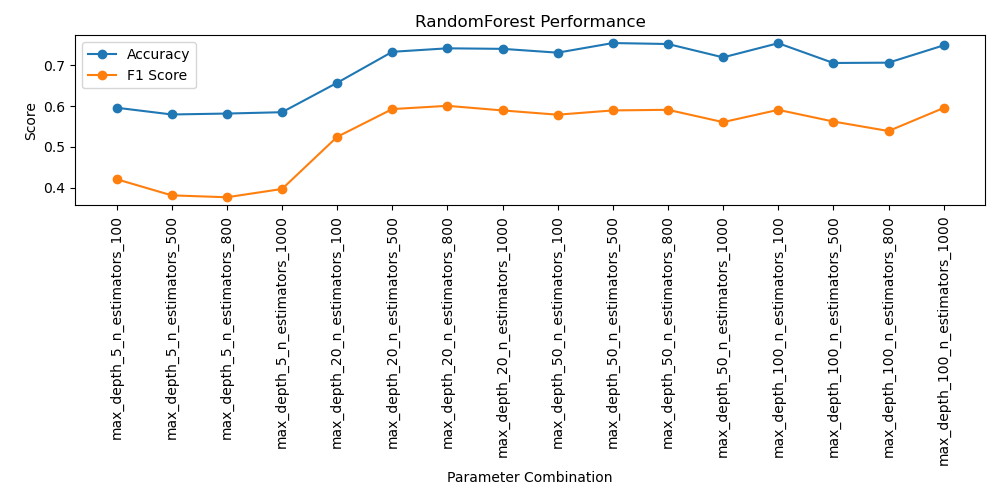 RandomForest Performance
Accuracy
F1 Score
Score
0.7
0.6
0.5
0.4
max_depth_5_n_estimators_100
max_depth_5_n_estimators_500
max_depth_5_n_estimators_800
max_depth_5_n_estimators_1000
max_depth_20_n_estimators_100
max_depth_20_n_estimators_500
max_depth_20_n_estimators_800
max_depth_20_n_estimators_1000
max_depth_50_n_estimators_100
max_depth_50_n_estimators_500
max_depth_50_n_estimators_800
max_depth_50_n_estimators_1000
max_depth_100_n_estimators_100
max_depth_100_n_estimators_500
max_depth_100_n_estimators_800
max_depth_100_n_estimators_1000
Parameter Combination